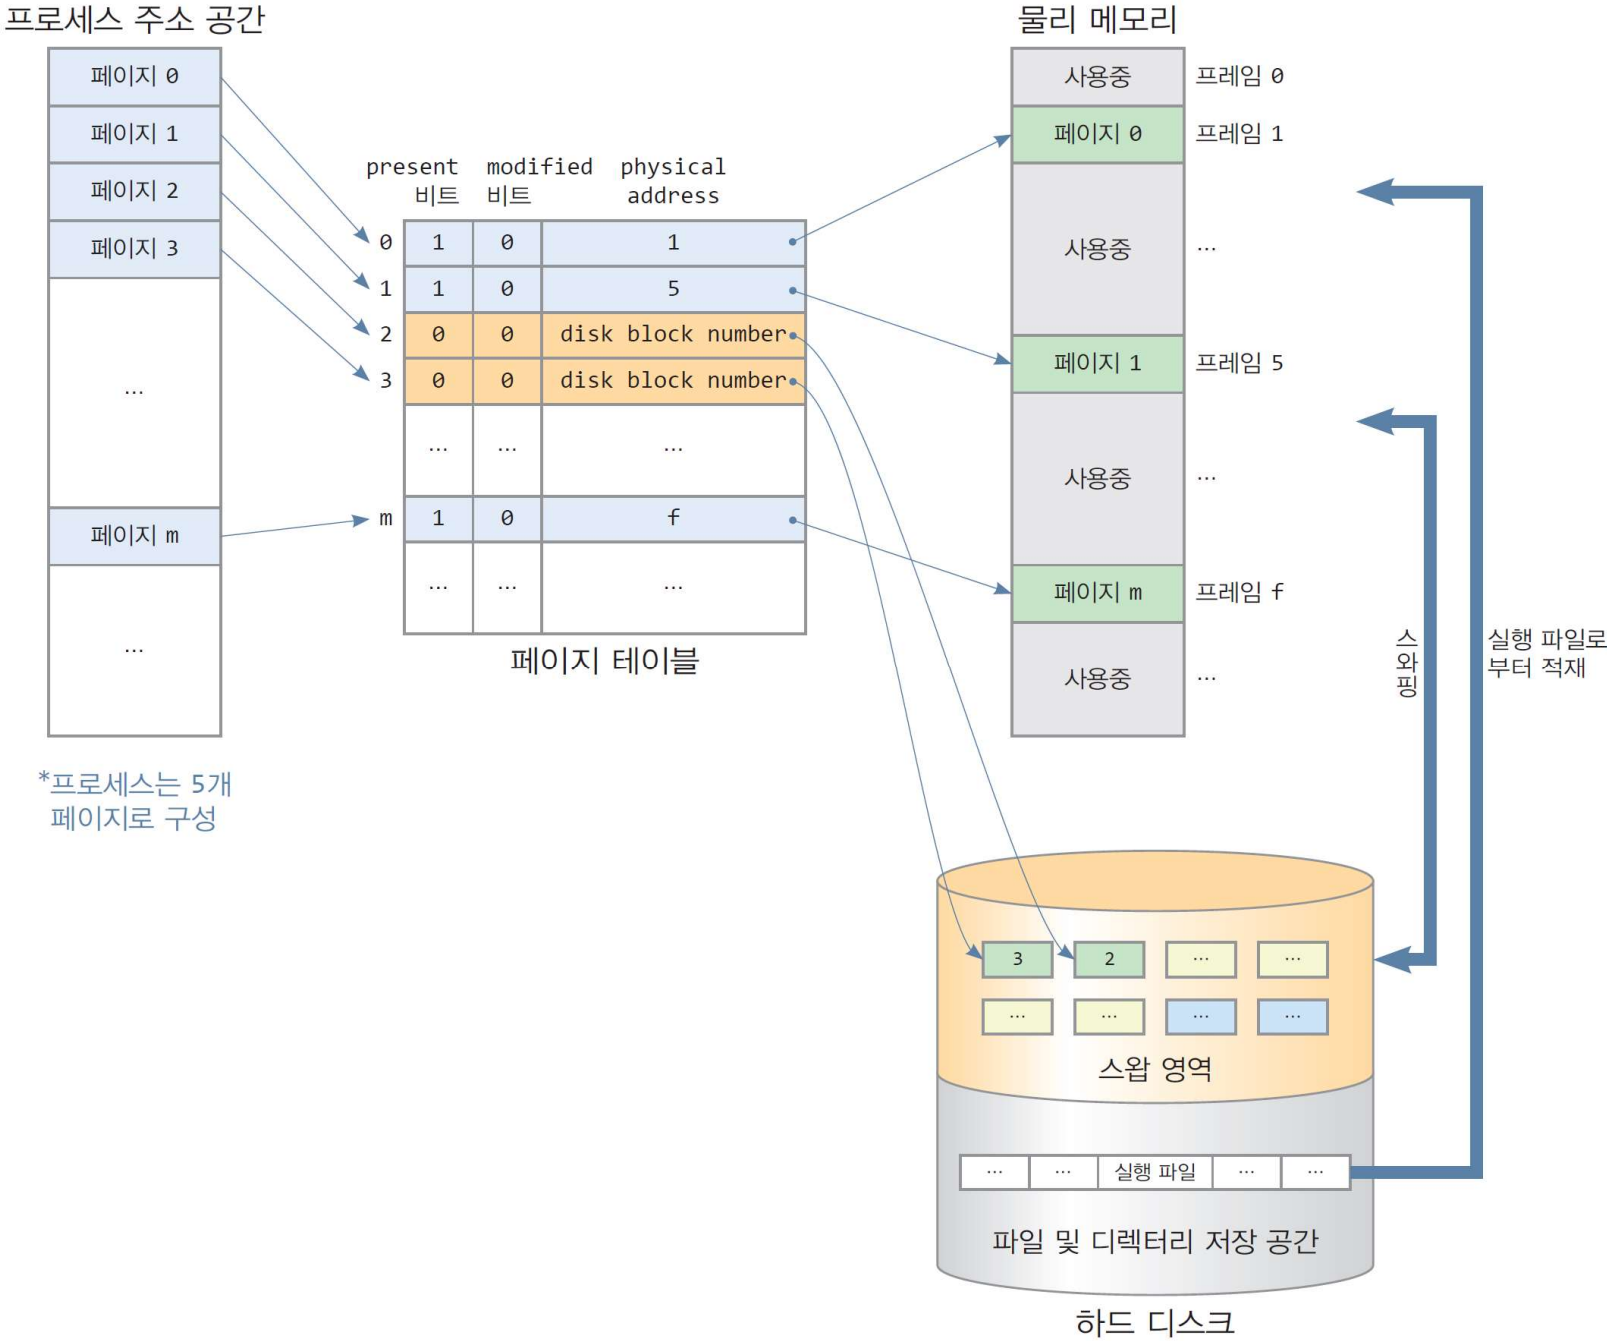 프로세스 주소 공간
페이지 0
페이지 1
페이지 2
페이지 3
…
페이지 m
…
*프로세스는 5개
페이지로 구성
present 비트
modified 비트
physical address
0 1 0 1
1 1 0 5
2 0 0 disk block number
3 0 0 disk block number
… … …
m 1 0 f
… … …
페이지 테이블
물리 메모리
사용중 프레임 0
페이지 0 프레임 1
사용중 …
페이지 1 프레임 5
사용중 …
페이지 m 프레임 f
사용중 …
스와핑
실행 파일로
부터 적재
3 2 … …
… … … …
스왑 영역
… … 실행 파일 … …
파일 및 디렉터리 저장 공간
하드 디스크